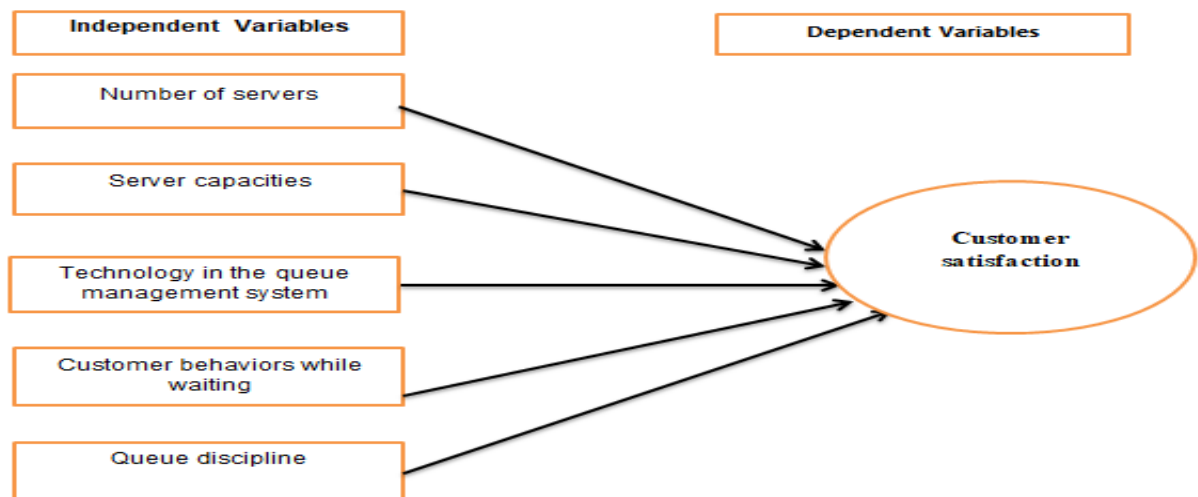 Independent Variables
Dependent Variables
Number of servers
Server capacities
Technology in the queue
management system
Customer behaviors while
waiting
Queue discipline
Customer
satisfaction